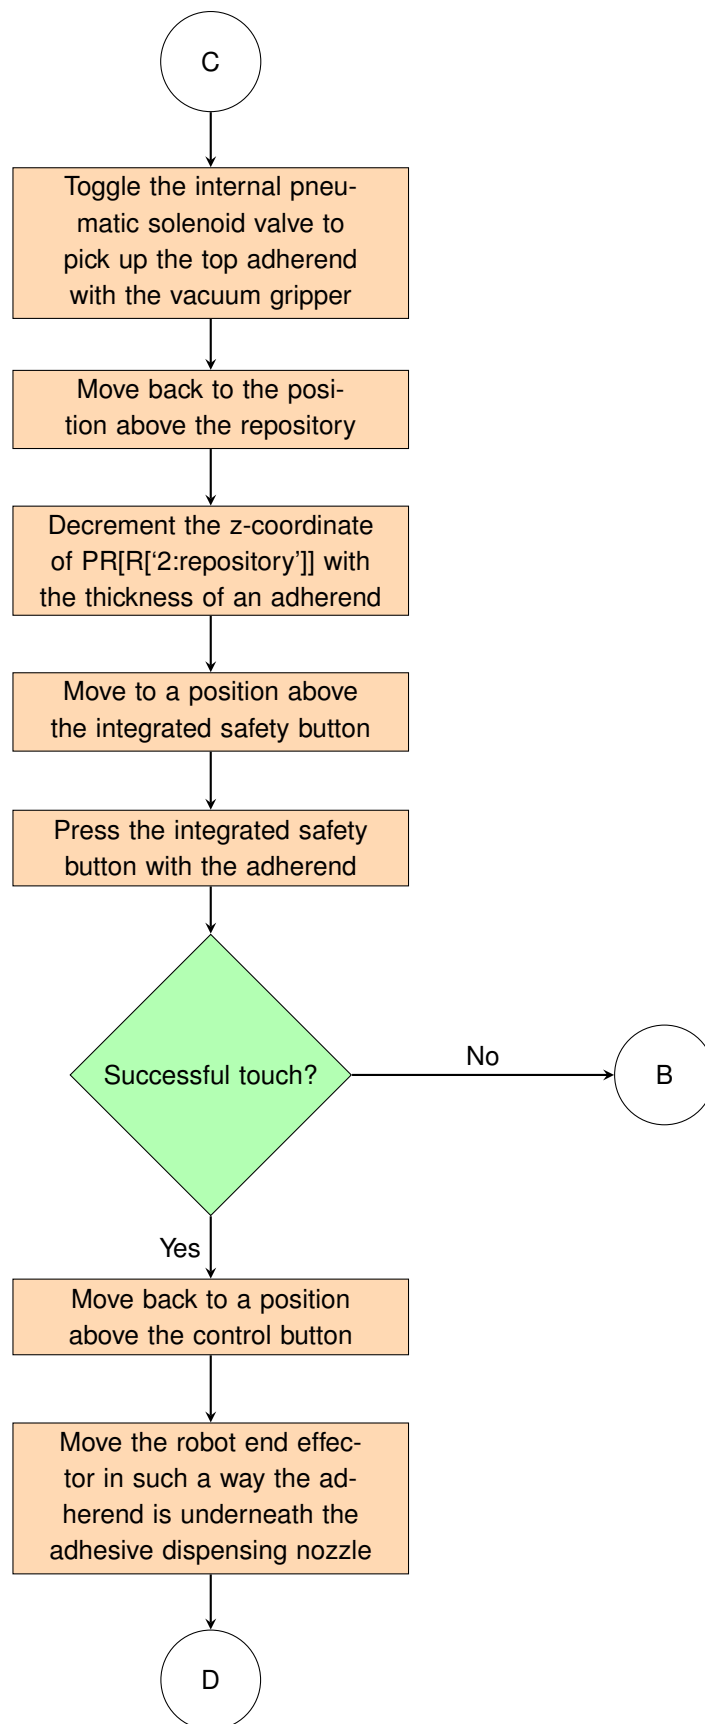 C
Toggle the internal pneu-
matic solenoid valve to
pick up the top adherend
with the vacuum gripper
Move back to the posi-
tion above the repository
Decrement the z-coordinate
of PR[R[‘2:repository’]] with
the thickness of an adherend
Move to a position above
the integrated safety button
Press the integrated safety
button with the adherend
Successful touch?
No
B
Yes
Move back to a position
above the control button
Move the robot end effec-
tor in such a way the ad-
herend is underneath the
adhesive dispensing nozzle
D